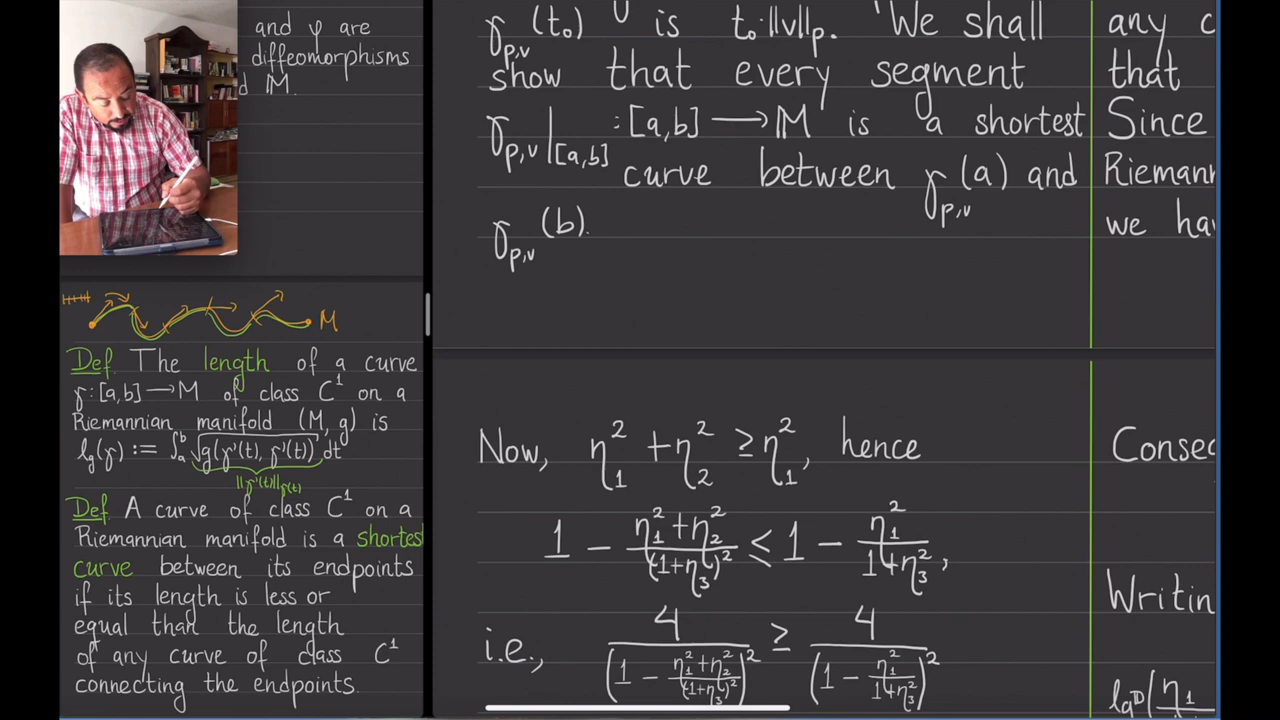 and φ are
diffeomorphisms
d M.
M
Def. The length of a curve
γ:[a,b]→M of class C¹ on a
Riemannian manifold (M, g) is
l_g(γ) := ∫_a^b √g(γ'(t), γ'(t)) dt
||γ'(t)||_γ(t)
Def. A curve of class C¹ on a
Riemannian manifold is a shortest
curve between its endpoints
if its length is less or
equal than the length
of any curve of class C¹
connecting the endpoints.
γ_p,v(t₀) is t₀||v||_p. We shall
show that every segment
γ_p,v|[a,b] :[a,b]→M is a shortest
curve between γ_p,v(a) and
γ_p,v(b).
Now, η₁² + η₂² ≥ η₁², hence
1 − (η₁²+η₂²)/(1+η₃)² ≤ 1 − η₁²/(1+η₃²),
i.e., 4/(1 − (η₁²+η₂²)/(1+η₃)²)² ≥ 4/(1 − η₁²/(1+η₃²))²
any c
that
Since
Riemann
we ha
Consec
Writin